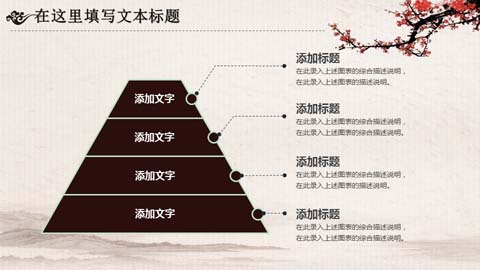 在这里填写文本标题
添加文字
添加标题
在此录入上述图表的综合描述说明，
在此录入上述图表的描述说明。
添加文字
添加标题
在此录入上述图表的综合描述说明，
在此录入上述图表的综合描述说明。
添加文字
添加标题
在此录入上述图表的综合描述说明，
在此录入上述图表的综合描述说明。
添加文字
添加标题
在此录入上述图表的综合描述说明，
在此录入上述图表的综合描述说明。